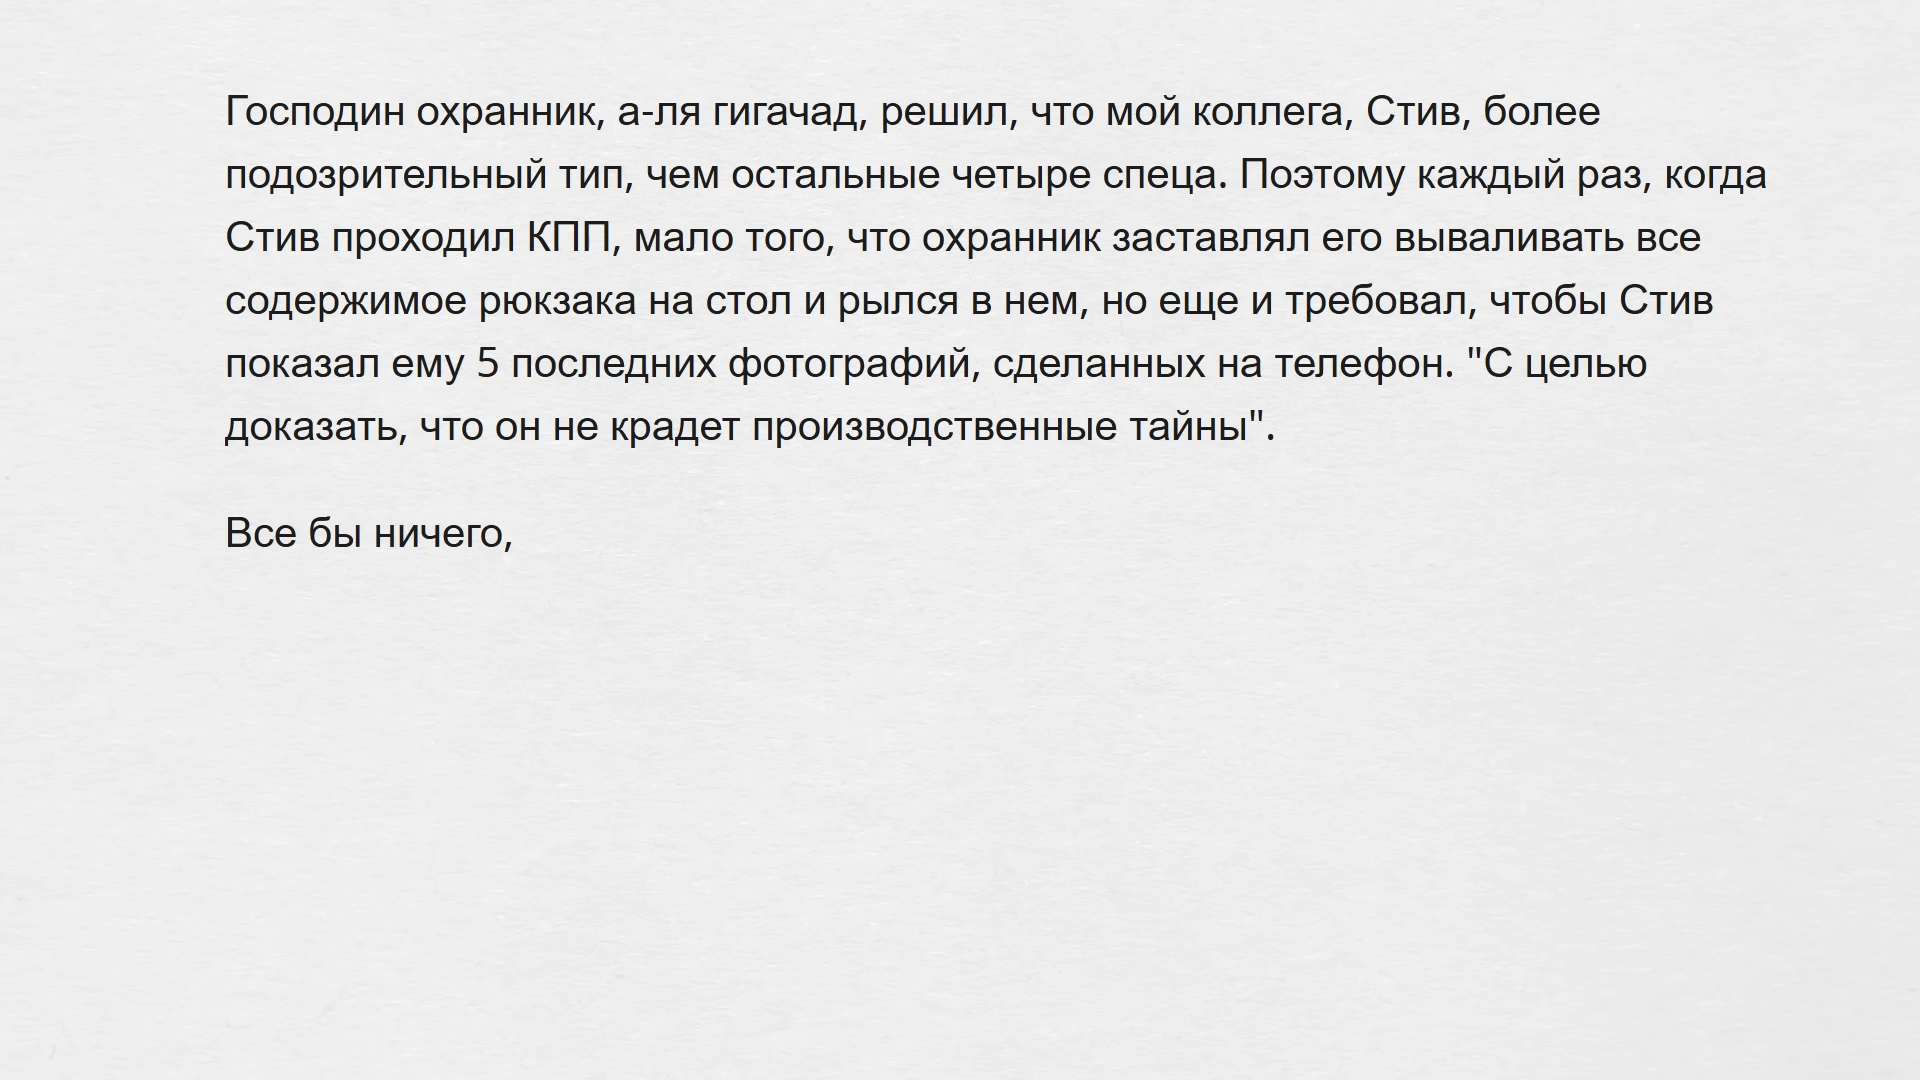 Господин охранник, а-ля гигачад, решил, что мой коллега, Стив, более
подозрительный тип, чем остальные четыре спеца. Поэтому каждый раз, когда
Стив проходил КПП, мало того, что охранник заставлял его вываливать все
содержимое рюкзака на стол и рылся в нем, но еще и требовал, чтобы Стив
показал ему 5 последних фотографий, сделанных на телефон. "С целью
доказать, что он не крадет производственные тайны".
Все бы ничего,